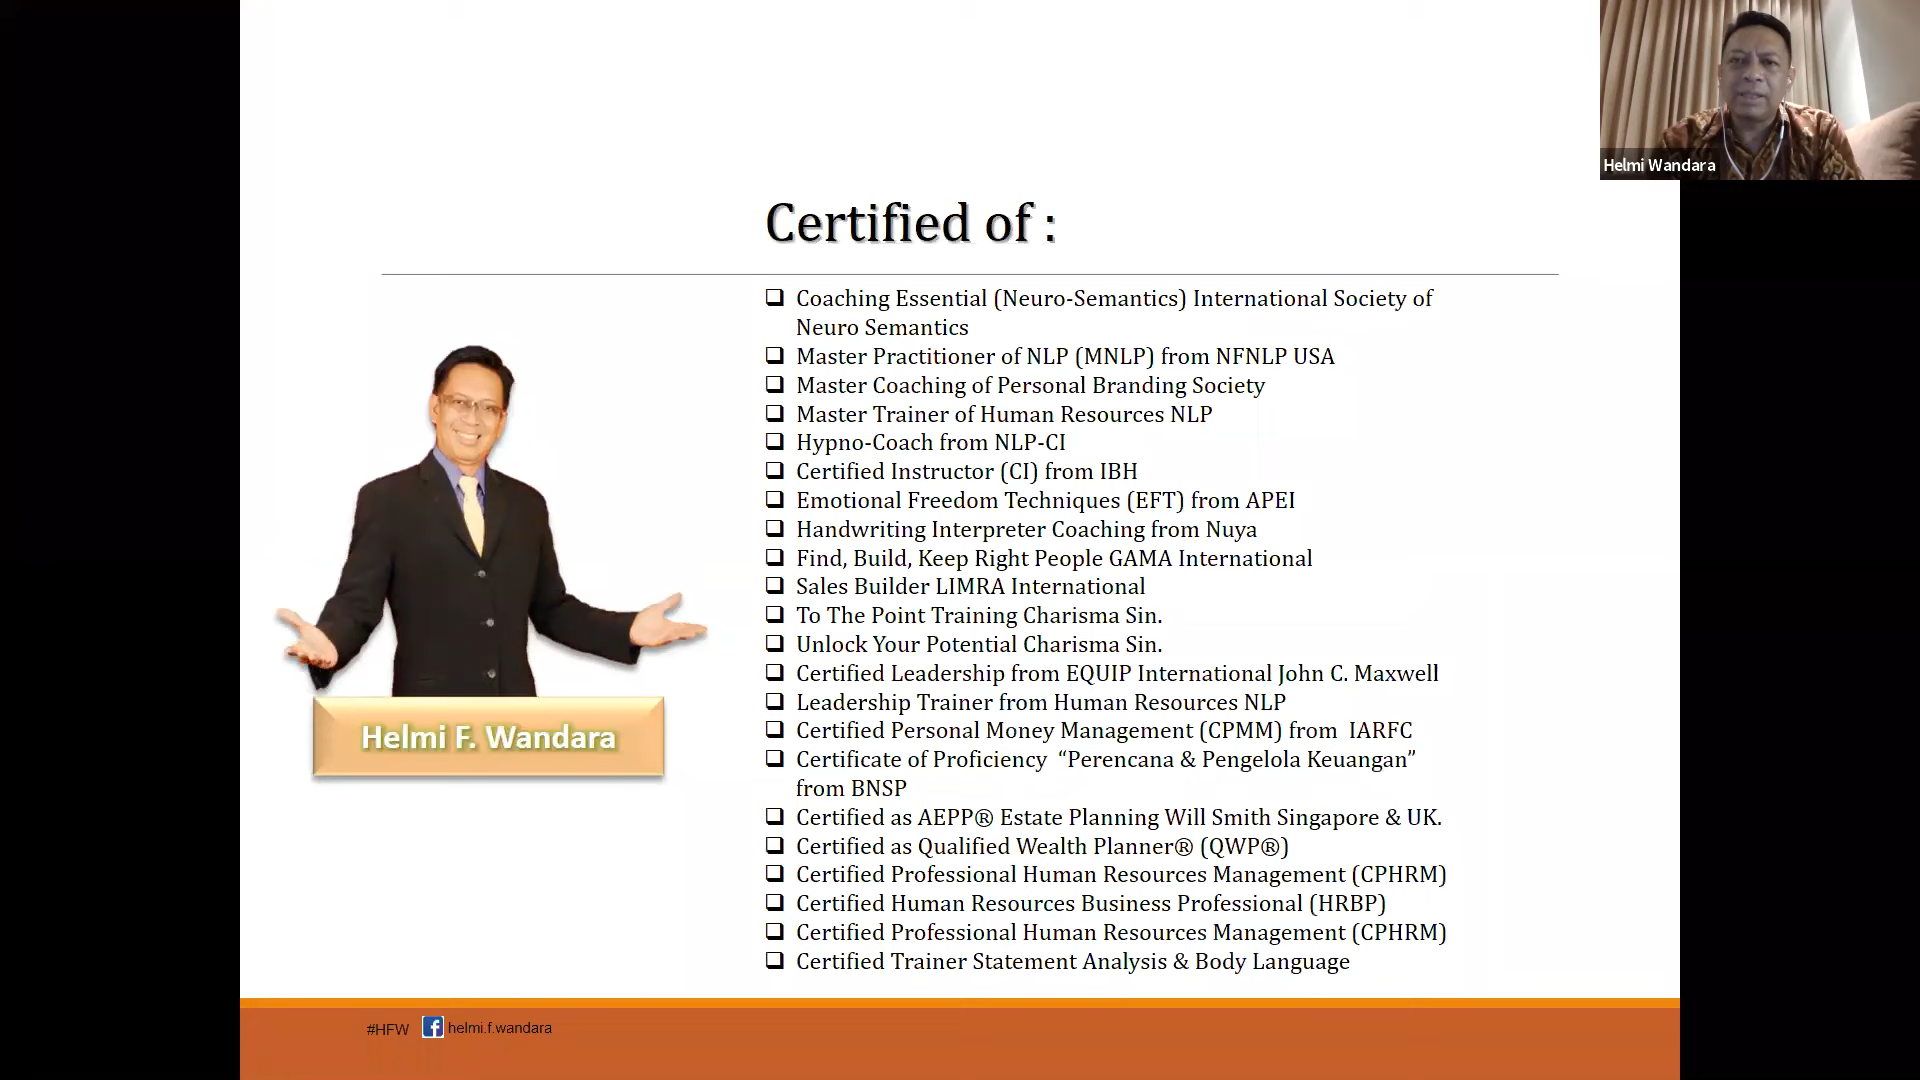 Helmi Wandara
Certified of :
❑ Coaching Essential (Neuro-Semantics) International Society of
Neuro Semantics
❑ Master Practitioner of NLP (MNLP) from NFNLP USA
❑ Master Coaching of Personal Branding Society
❑ Master Trainer of Human Resources NLP
❑ Hypno-Coach from NLP-CI
❑ Certified Instructor (CI) from IBH
❑ Emotional Freedom Techniques (EFT) from APEI
❑ Handwriting Interpreter Coaching from Nuya
❑ Find, Build, Keep Right People GAMA International
❑ Sales Builder LIMRA International
❑ To The Point Training Charisma Sin.
❑ Unlock Your Potential Charisma Sin.
❑ Certified Leadership from EQUIP International John C. Maxwell
❑ Leadership Trainer from Human Resources NLP
❑ Certified Personal Money Management (CPMM) from IARFC
❑ Certificate of Proficiency “Perencana & Pengelola Keuangan”
from BNSP
❑ Certified as AEPP® Estate Planning Will Smith Singapore & UK.
❑ Certified as Qualified Wealth Planner® (QWP®)
❑ Certified Professional Human Resources Management (CPHRM)
❑ Certified Human Resources Business Professional (HRBP)
❑ Certified Professional Human Resources Management (CPHRM)
❑ Certified Trainer Statement Analysis & Body Language
Helmi F. Wandara
#HFW helmi.f.wandara